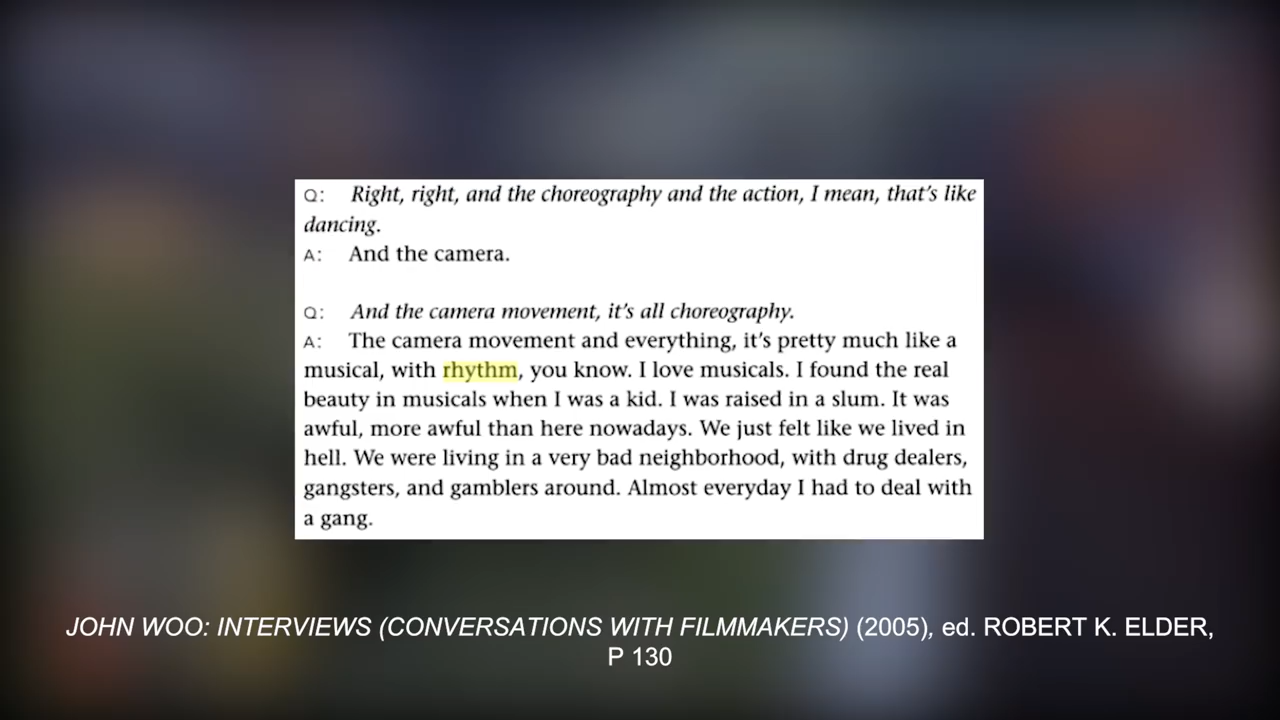 Q: Right, right, and the choreography and the action, I mean, that's like
dancing.
A: And the camera.
Q: And the camera movement, it's all choreography.
A: The camera movement and everything, it's pretty much like a
musical, with rhythm, you know. I love musicals. I found the real
beauty in musicals when I was a kid. I was raised in a slum. It was
awful, more awful than here nowadays. We just felt like we lived in
hell. We were living in a very bad neighborhood, with drug dealers,
gangsters, and gamblers around. Almost everyday I had to deal with
a gang.
JOHN WOO: INTERVIEWS (CONVERSATIONS WITH FILMMAKERS) (2005), ed. ROBERT K. ELDER,
P 130